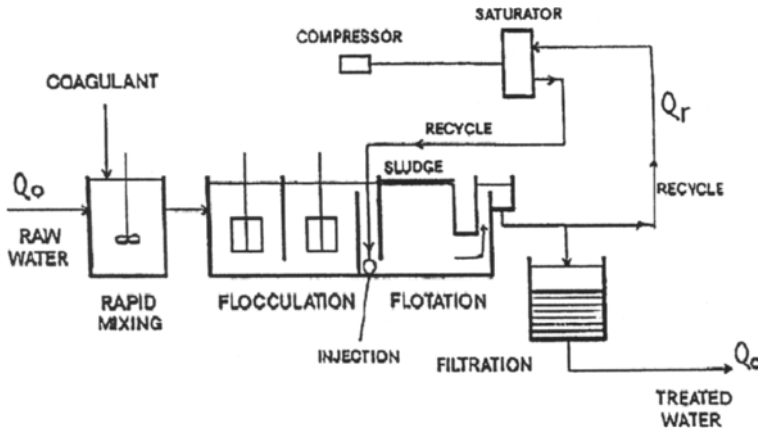 SATURATOR
COMPRESSOR
COAGULANT
Qr
RECYCLE
SLUDGE
Qo
RECYCLE
RAW
WATER
RAPID
MIXING
FLOCCULATION
FLOTATION
INJECTION
FILTRATION
Qo
TREATED
WATER